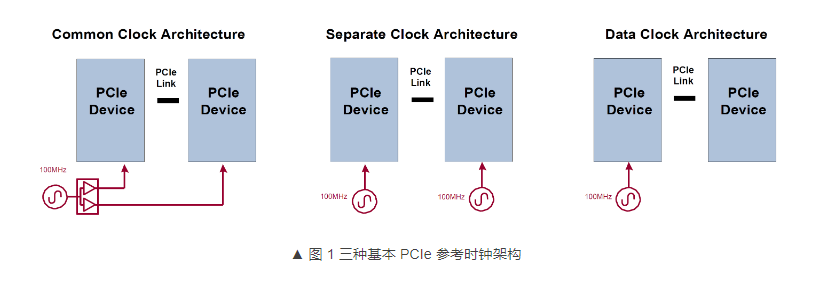 Common Clock Architecture
PCIe
Device
PCIe
Link
PCIe
Device
100MHz
Separate Clock Architecture
PCIe
Device
PCIe
Link
PCIe
Device
100MHz
100MHz
Data Clock Architecture
PCIe
Device
PCIe
Link
PCIe
Device
100MHz
▲ 图 1 三种基本 PCIe 参考时钟架构